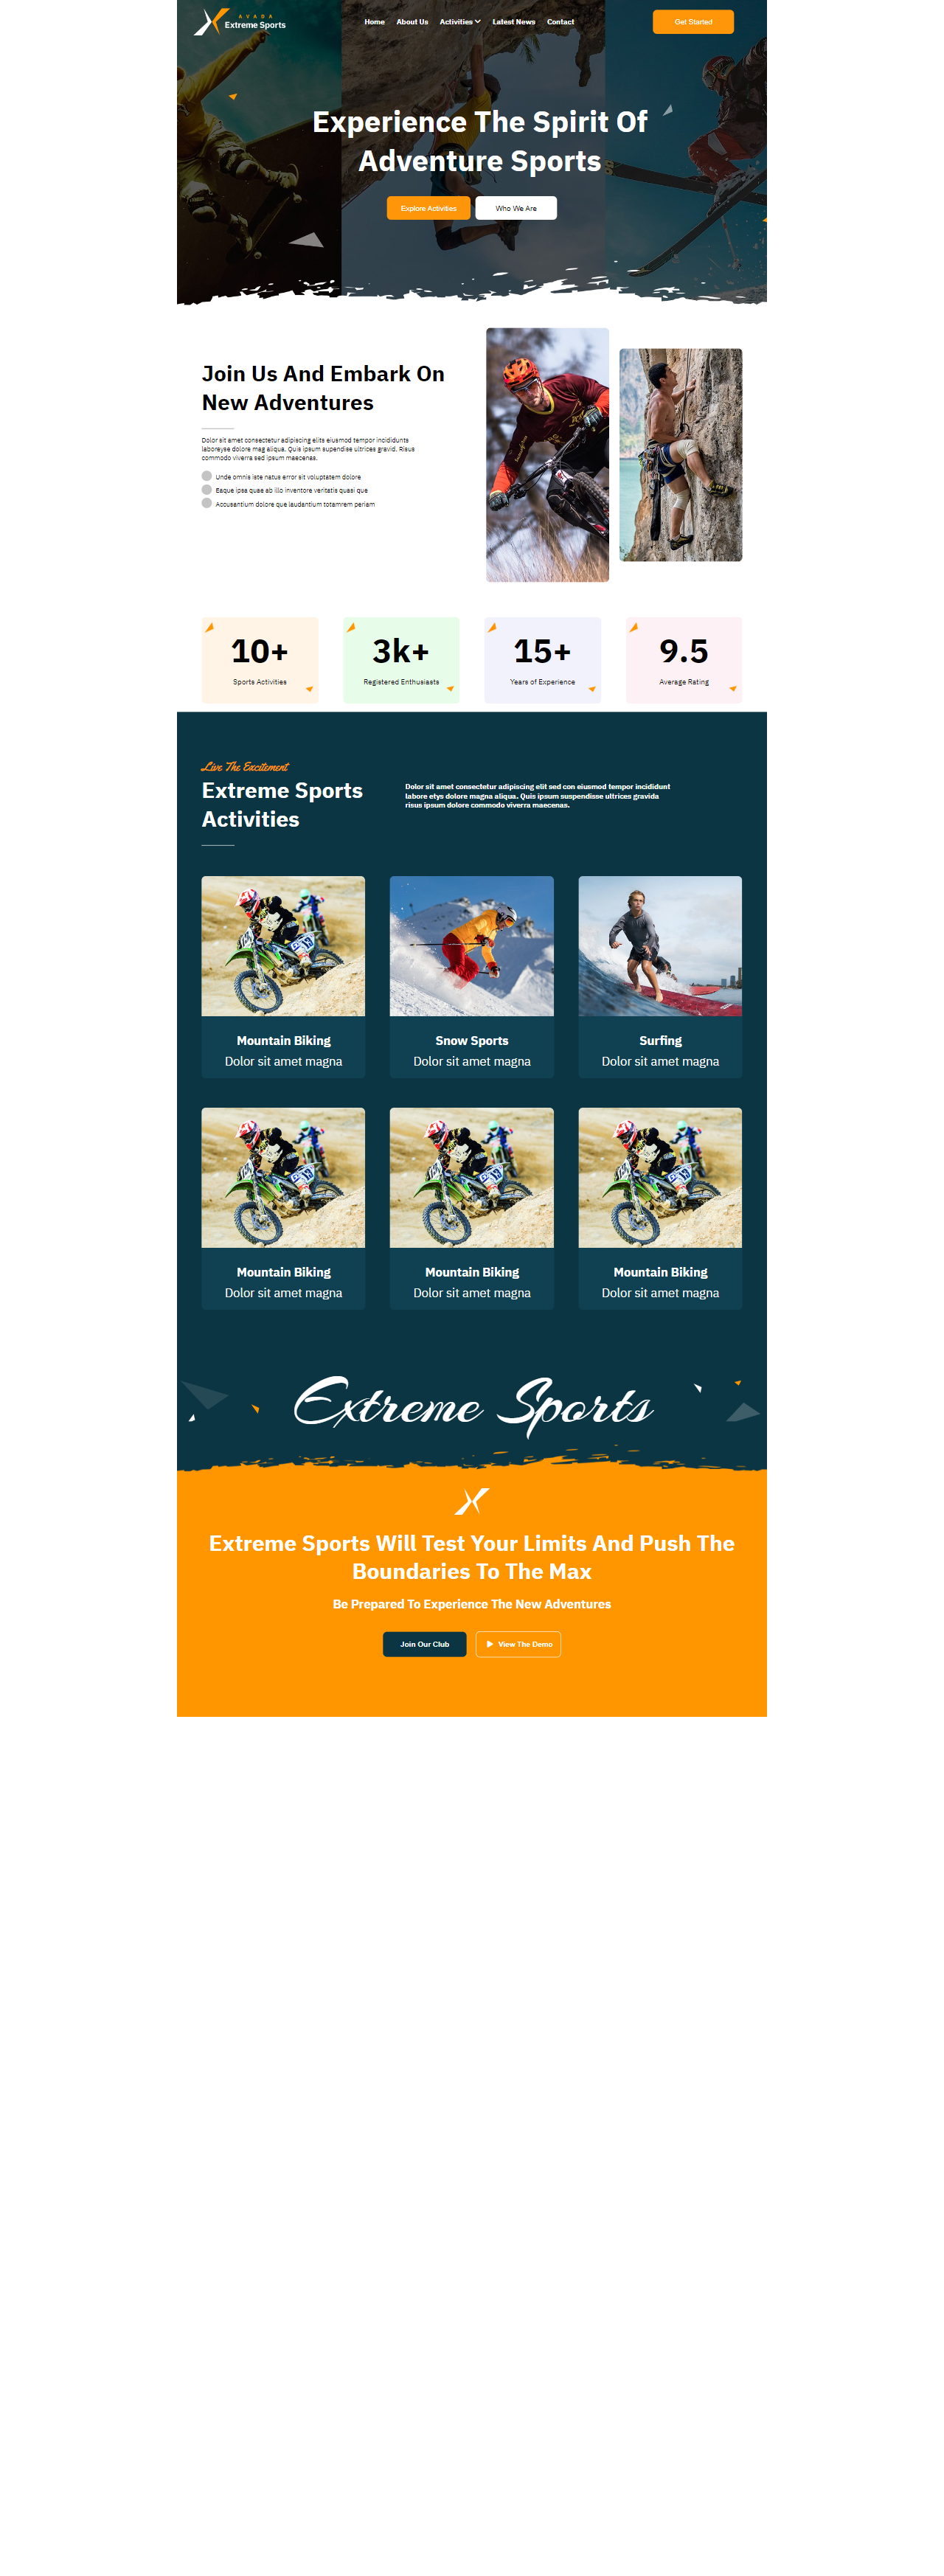 AVADA
Extreme Sports
Home
About Us
Activities
Latest News
Contact
Get Started
Experience The Spirit Of
Adventure Sports
Explore Activities
Who We Are
Join Us And Embark On
New Adventures
Dolor sit amet consectetur adipiscing elits eiusmod tempor incididunts
laboreyse dolore mag aliqua. Quis ipsum supendise ultrices gravid. Risus
commodo viverra sed ipsum maecenas.
Unde omnis iste natus error sit voluptatem dolore
Eaque ipsa quae ab illo inventore veritatis quasi que
Accusantium dolore que laudantium totamrem periam
10+
Sports Activities
3k+
Registered Enthusiasts
15+
Years of Experience
9.5
Average Rating
Live The Excitement
Extreme Sports
Activities
Dolor sit amet consectetur adipiscing elit sed con eiusmod tempor incididunt
labore etys dolore magna aliqua. Quis ipsum suspendisse ultrices gravida
risus ipsum dolore commodo viverra maecenas.
Mountain Biking
Dolor sit amet magna
Snow Sports
Dolor sit amet magna
Surfing
Dolor sit amet magna
Mountain Biking
Dolor sit amet magna
Mountain Biking
Dolor sit amet magna
Mountain Biking
Dolor sit amet magna
Extreme Sports
Extreme Sports Will Test Your Limits And Push The
Boundaries To The Max
Be Prepared To Experience The New Adventures
Join Our Club
View The Demo